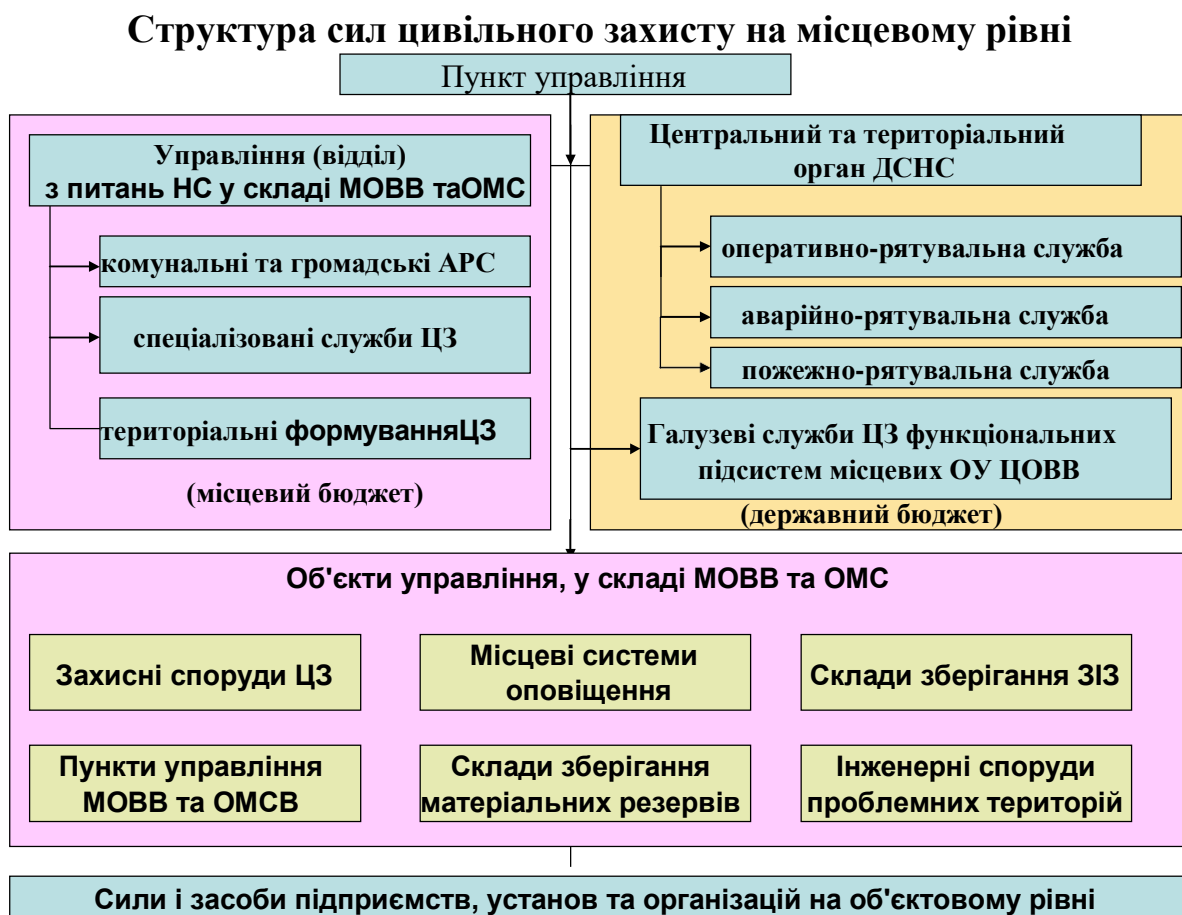 Структура сил цивільного захисту на місцевому рівні
Пункт управління
Управління (відділ)
з питань НС у складі МОВВ таОМС
комунальні та громадські АРС
спеціалізовані служби ЦЗ
територіальні формуванняЦЗ
(місцевий бюджет)
Центральний та територіальний
орган ДСНС
оперативно-рятувальна служба
аварійно-рятувальна служба
пожежно-рятувальна служба
Галузеві служби ЦЗ функціональних
підсистем місцевих ОУ ЦОВВ
(державний бюджет)
Об'єкти управління, у складі МОВВ та ОМС
Захисні споруди ЦЗ
Місцеві системи
оповіщення
Склади зберігання ЗІЗ
Пункти управління
МОВВ та ОМСВ
Склади зберігання
матеріальних резервів
Інженерні споруди
проблемних територій
Сили і засоби підприємств, установ та організацій на об'єктовому рівні